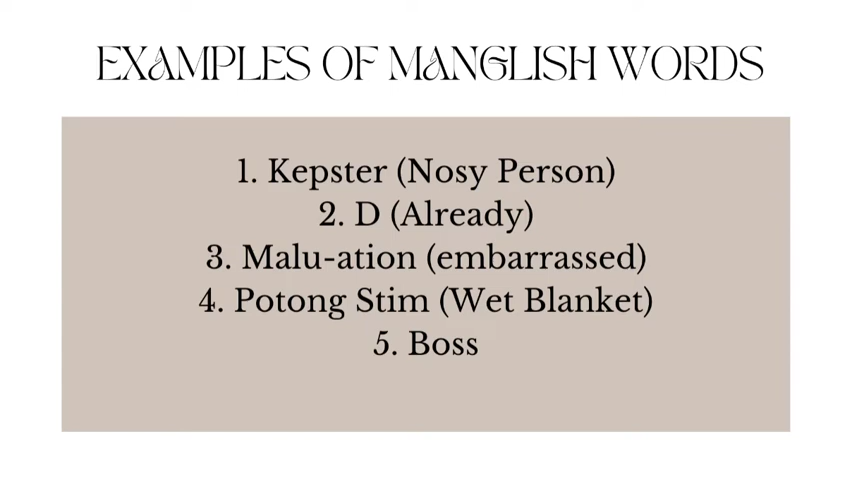 EXAMPLES OF MANGLISH WORDS
1. Kepster (Nosy Person)
2. D (Already)
3. Malu-ation (embarrassed)
4. Potong Stim (Wet Blanket)
5. Boss